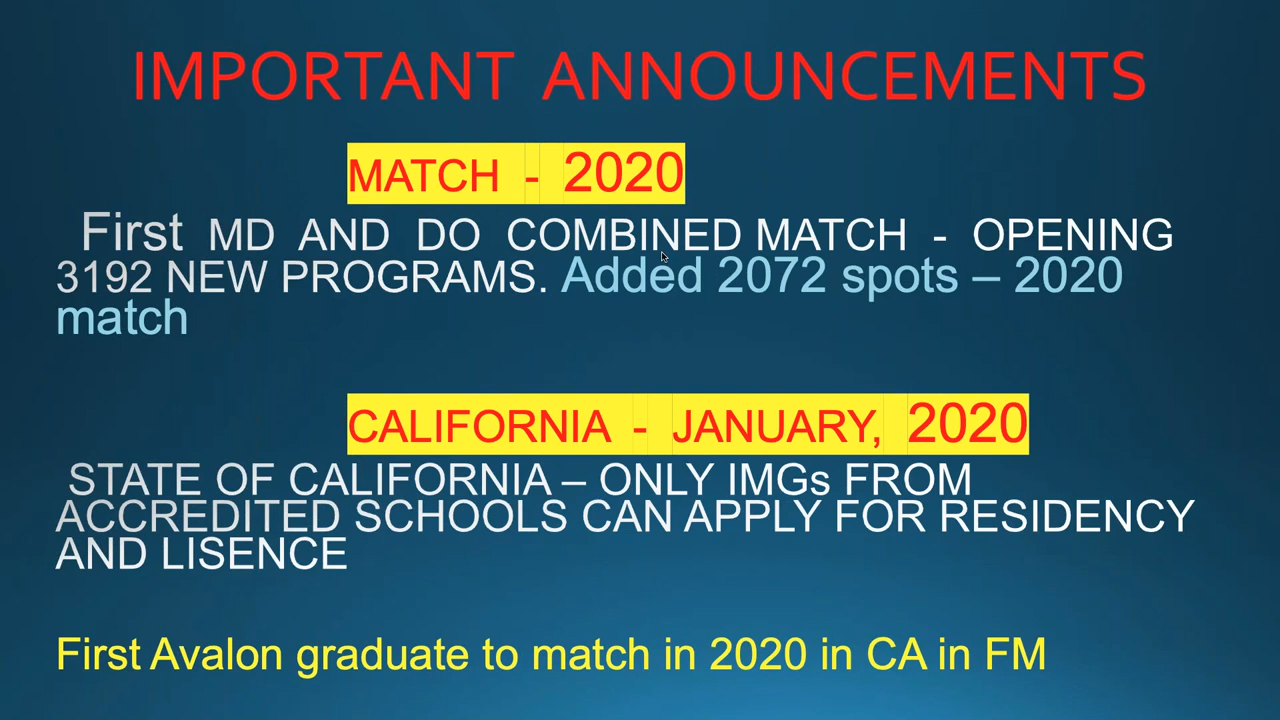 IMPORTANT ANNOUNCEMENTS
MATCH - 2020
First MD AND DO COMBINED MATCH - OPENING
3192 NEW PROGRAMS. Added 2072 spots – 2020
match
CALIFORNIA - JANUARY, 2020
STATE OF CALIFORNIA – ONLY IMGs FROM
ACCREDITED SCHOOLS CAN APPLY FOR RESIDENCY
AND LISENCE
First Avalon graduate to match in 2020 in CA in FM